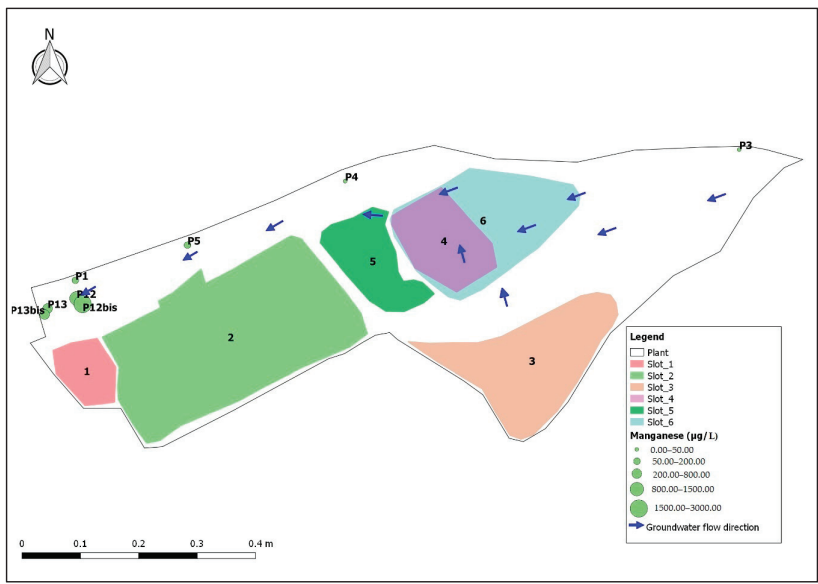 N
P3
P4
6
P5
4
5
P1
P12
P13
P13bis
P12bis
2
3
1
Legend
Plant
Slot_1
Slot_2
Slot_3
Slot_4
Slot_5
Slot_6
Manganese (µg/L)
0.00–50.00
50.00–200.00
200.00–800.00
800.00–1500.00
1500.00–3000.00
Groundwater flow direction
0 0.1 0.2 0.3 0.4 m